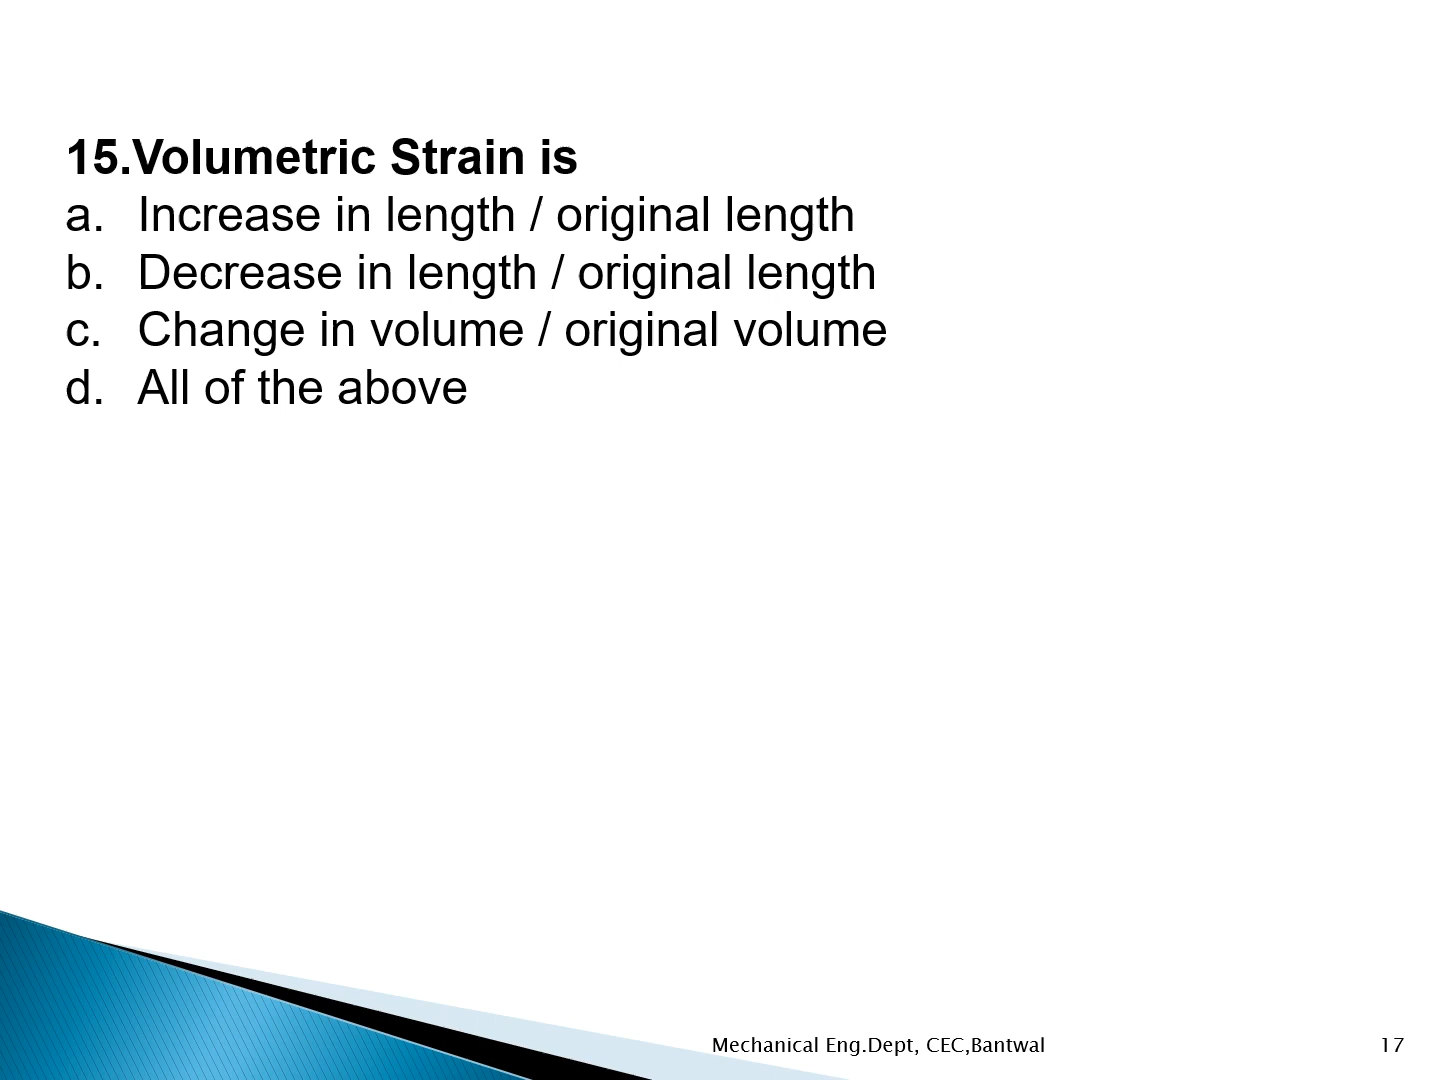 15.Volumetric Strain is
a. Increase in length / original length
b. Decrease in length / original length
c. Change in volume / original volume
d. All of the above
Mechanical Eng.Dept, CEC,Bantwal 17